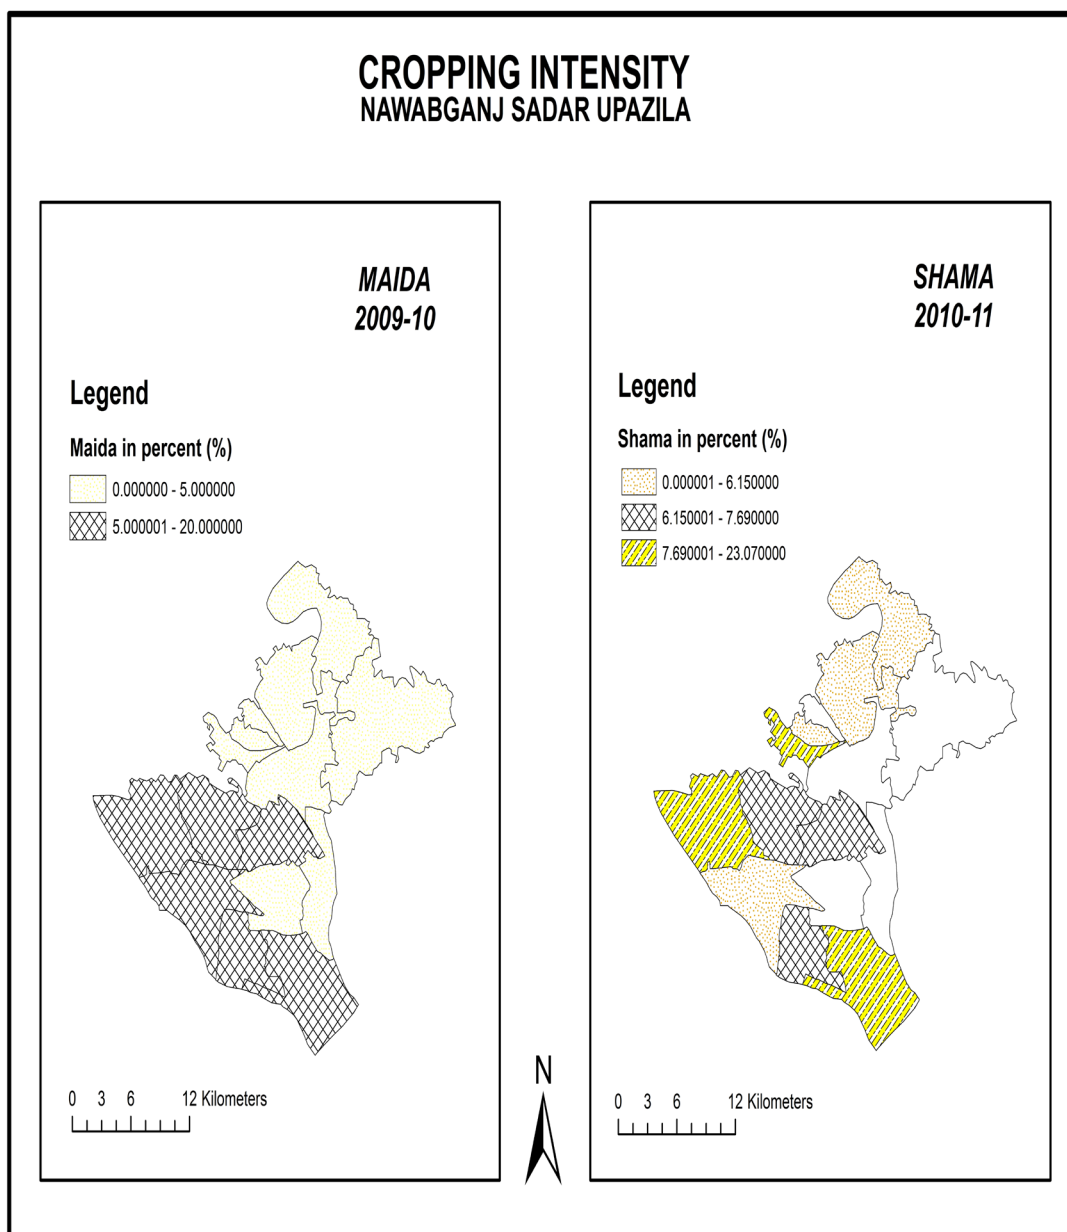 CROPPING INTENSITY
NAWABGANJ SADAR UPAZILA
MAIDA
2009-10
Legend
Maida in percent (%)
0.000000 - 5.000000
5.000001 - 20.000000
0 3 6 12 Kilometers
N
SHAMA
2010-11
Legend
Shama in percent (%)
0.000001 - 6.150000
6.150001 - 7.690000
7.690001 - 23.070000
0 3 6 12 Kilometers